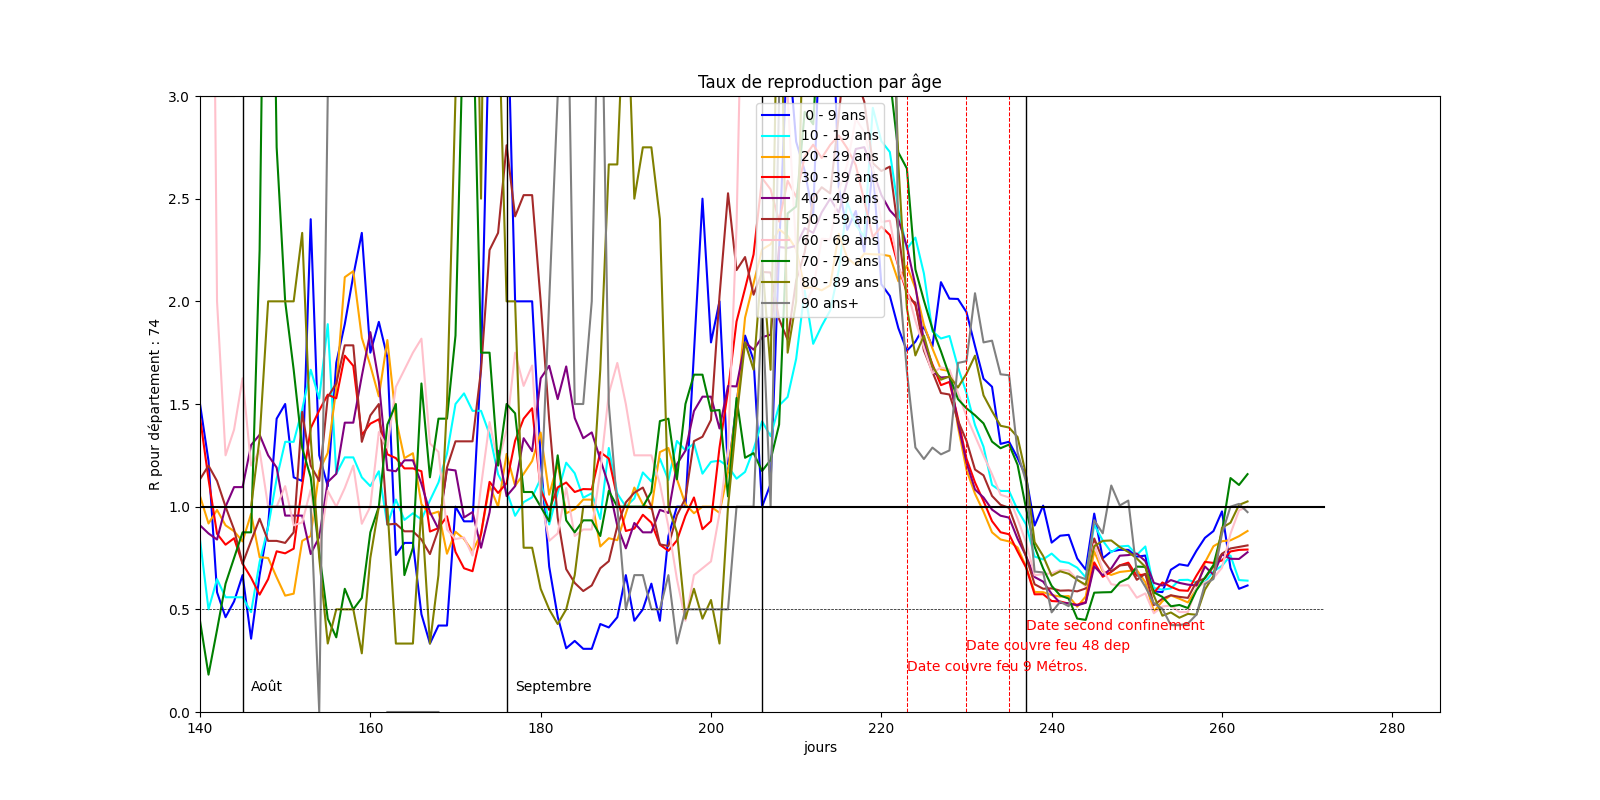 Taux de reproduction par âge
3.0
2.5
2.0
1.5
1.0
0.5
0.0
R pour département : 74
0 - 9 ans
10 - 19 ans
20 - 29 ans
30 - 39 ans
40 - 49 ans
50 - 59 ans
60 - 69 ans
70 - 79 ans
80 - 89 ans
90 ans+
Date second confinement
Date couvre feu 48 dep
Date couvre feu 9 Métros.
Août
Septembre
140
160
180
200
220
240
260
280
jours